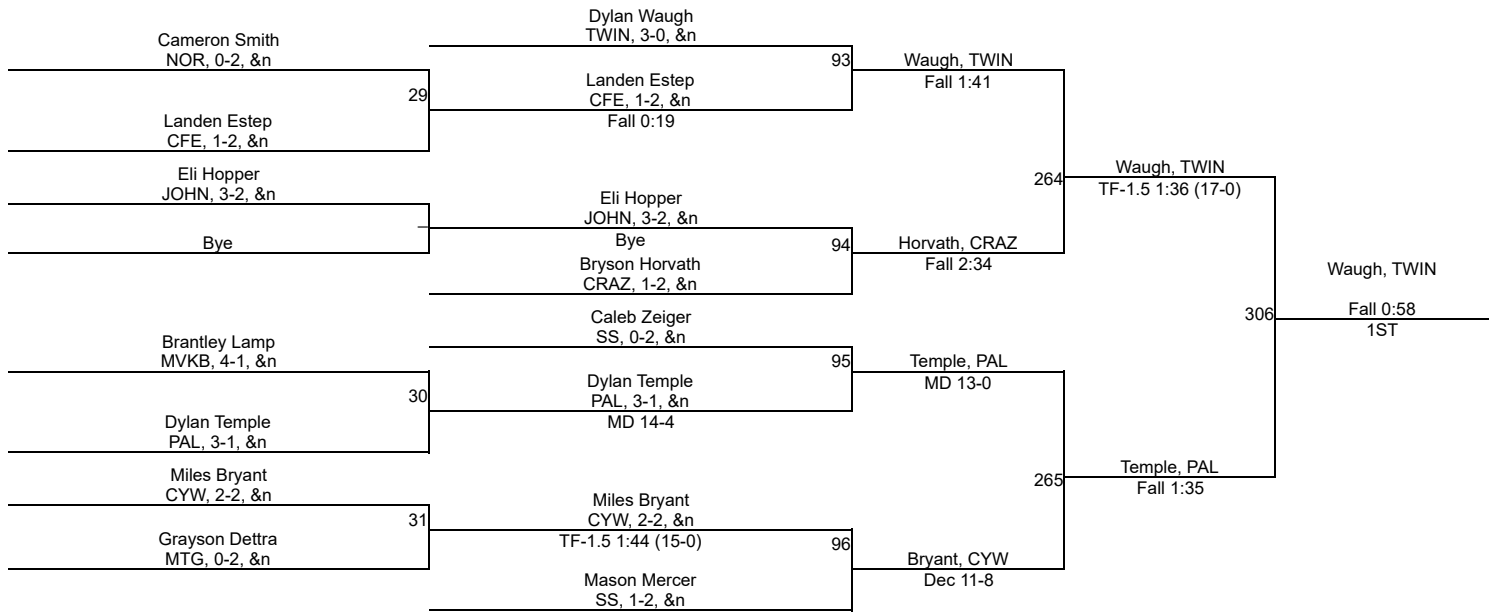 Cameron Smith
NOR, 0-2, &n
29
Landen Estep
CFE, 1-2, &n
Eli Hopper
JOHN, 3-2, &n
Bye
Brantley Lamp
MVKB, 4-1, &n
30
Dylan Temple
PAL, 3-1, &n
Miles Bryant
CYW, 2-2, &n
31
Grayson Dettra
MTG, 0-2, &n
Dylan Waugh
TWIN, 3-0, &n
93
Landen Estep
CFE, 1-2, &n
Fall 0:19
Eli Hopper
JOHN, 3-2, &n
Bye
94
Bryson Horvath
CRAZ, 1-2, &n
Caleb Zeiger
SS, 0-2, &n
95
Dylan Temple
PAL, 3-1, &n
MD 14-4
Miles Bryant
CYW, 2-2, &n
TF-1.5 1:44 (15-0)
96
Mason Mercer
SS, 1-2, &n
Waugh, TWIN
Fall 1:41
264
Horvath, CRAZ
Fall 2:34
Temple, PAL
MD 13-0
265
Bryant, CYW
Dec 11-8
Waugh, TWIN
TF-1.5 1:36 (17-0)
306
Temple, PAL
Fall 1:35
Waugh, TWIN
Fall 0:58
1ST